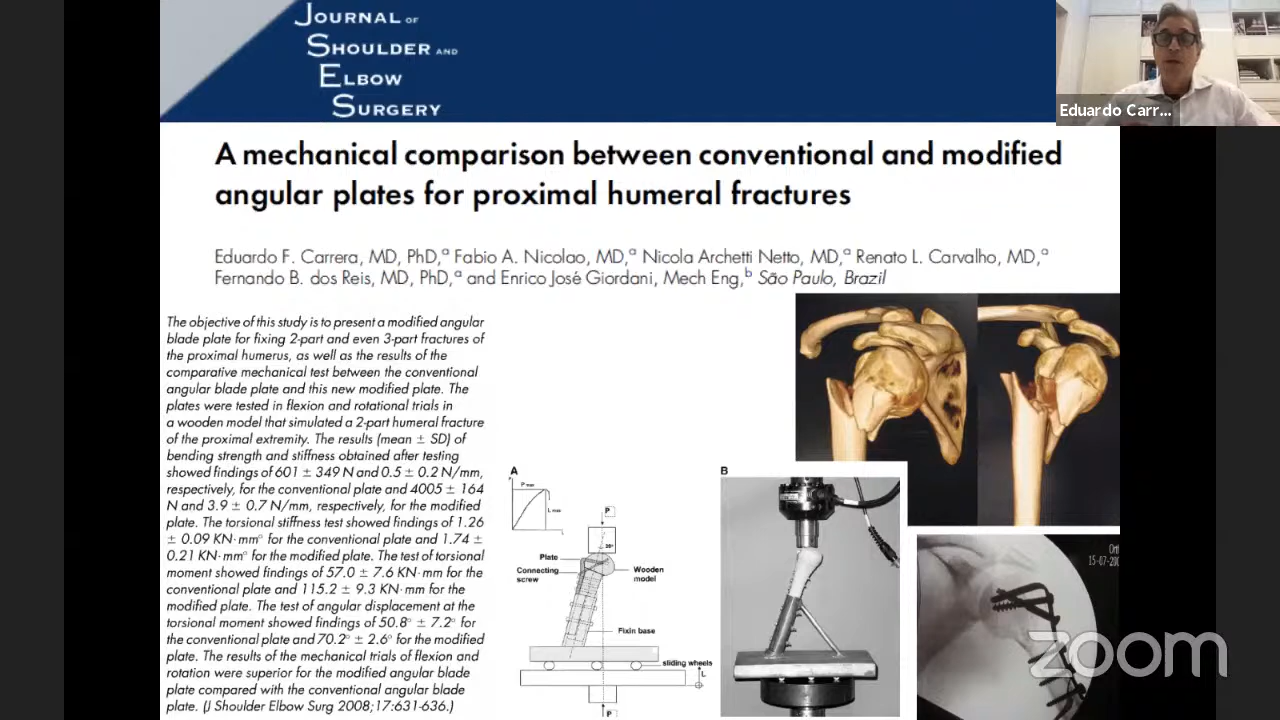 JOURNAL OF
SHOULDER AND
ELBOW
SURGERY
Eduardo Carr...
A mechanical comparison between conventional and modified
angular plates for proximal humeral fractures
Eduardo F. Carrera, MD, PhD,a Fabio A. Nicolao, MD,a Nicola Archetti Netto, MD,a Renato L. Carvalho, MD,a
Fernando B. dos Reis, MD, PhD,a and Enrico José Giordani, Mech Eng,b São Paulo, Brazil
The objective of this study is to present a modified angular
blade plate for fixing 2-part and even 3-part fractures of
the proximal humerus, as well as the results of the
comparative mechanical test between the conventional
angular blade plate and this new modified plate. The
plates were tested in flexion and rotational trials in
a wooden model that simulated a 2-part humeral fracture
of the proximal extremity. The results (mean ± SD) of
bending strength and stiffness obtained after testing
showed findings of 601 ± 349 N and 0.5 ± 0.2 N/mm,
respectively, for the conventional plate and 4005 ± 164
N and 3.9 ± 0.7 N/mm, respectively, for the modified
plate. The torsional stiffness test showed findings of 1.26
± 0.09 KN·mm° for the conventional plate and 1.74 ±
0.21 KN·mm° for the modified plate. The test of torsional
moment showed findings of 57.0 ± 7.6 KN·mm for the
conventional plate and 115.2 ± 9.3 KN·mm for the
modified plate. The test of angular displacement at the
torsional moment showed findings of 50.8° ± 7.2° for
the conventional plate and 70.2° ± 2.6° for the modified
plate. The results of the mechanical trials of flexion and
rotation were superior for the modified angular blade
plate compared with the conventional angular blade
plate. (J Shoulder Elbow Surg 2008;17:631-636.)
A
P max
L max
P
20°
Plate
Connecting
screw
Wooden
model
Fixin base
sliding wheels
L
P
B
Ort
15-07-200
zoom